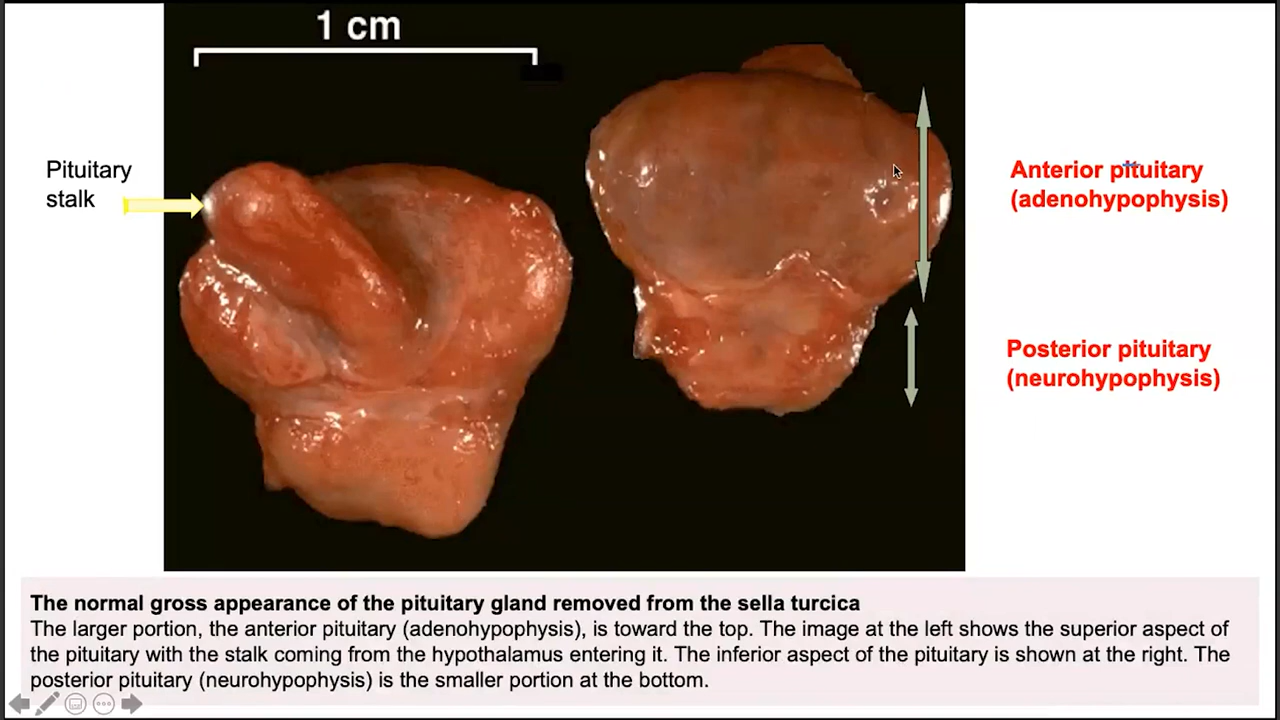 1 cm
Pituitary
stalk
Anterior pituitary
(adenohypophysis)
Posterior pituitary
(neurohypophysis)
The normal gross appearance of the pituitary gland removed from the sella turcica
The larger portion, the anterior pituitary (adenohypophysis), is toward the top. The image at the left shows the superior aspect of
the pituitary with the stalk coming from the hypothalamus entering it. The inferior aspect of the pituitary is shown at the right. The
posterior pituitary (neurohypophysis) is the smaller portion at the bottom.